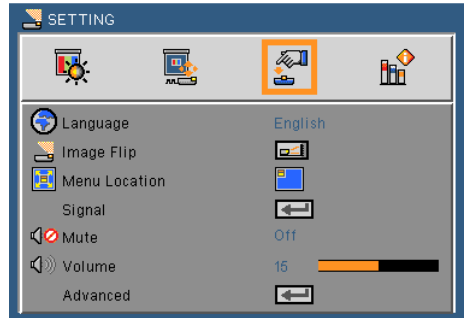 SETTING
Language English
Image Flip
Menu Location
Signal
Mute Off
Volume 15
Advanced